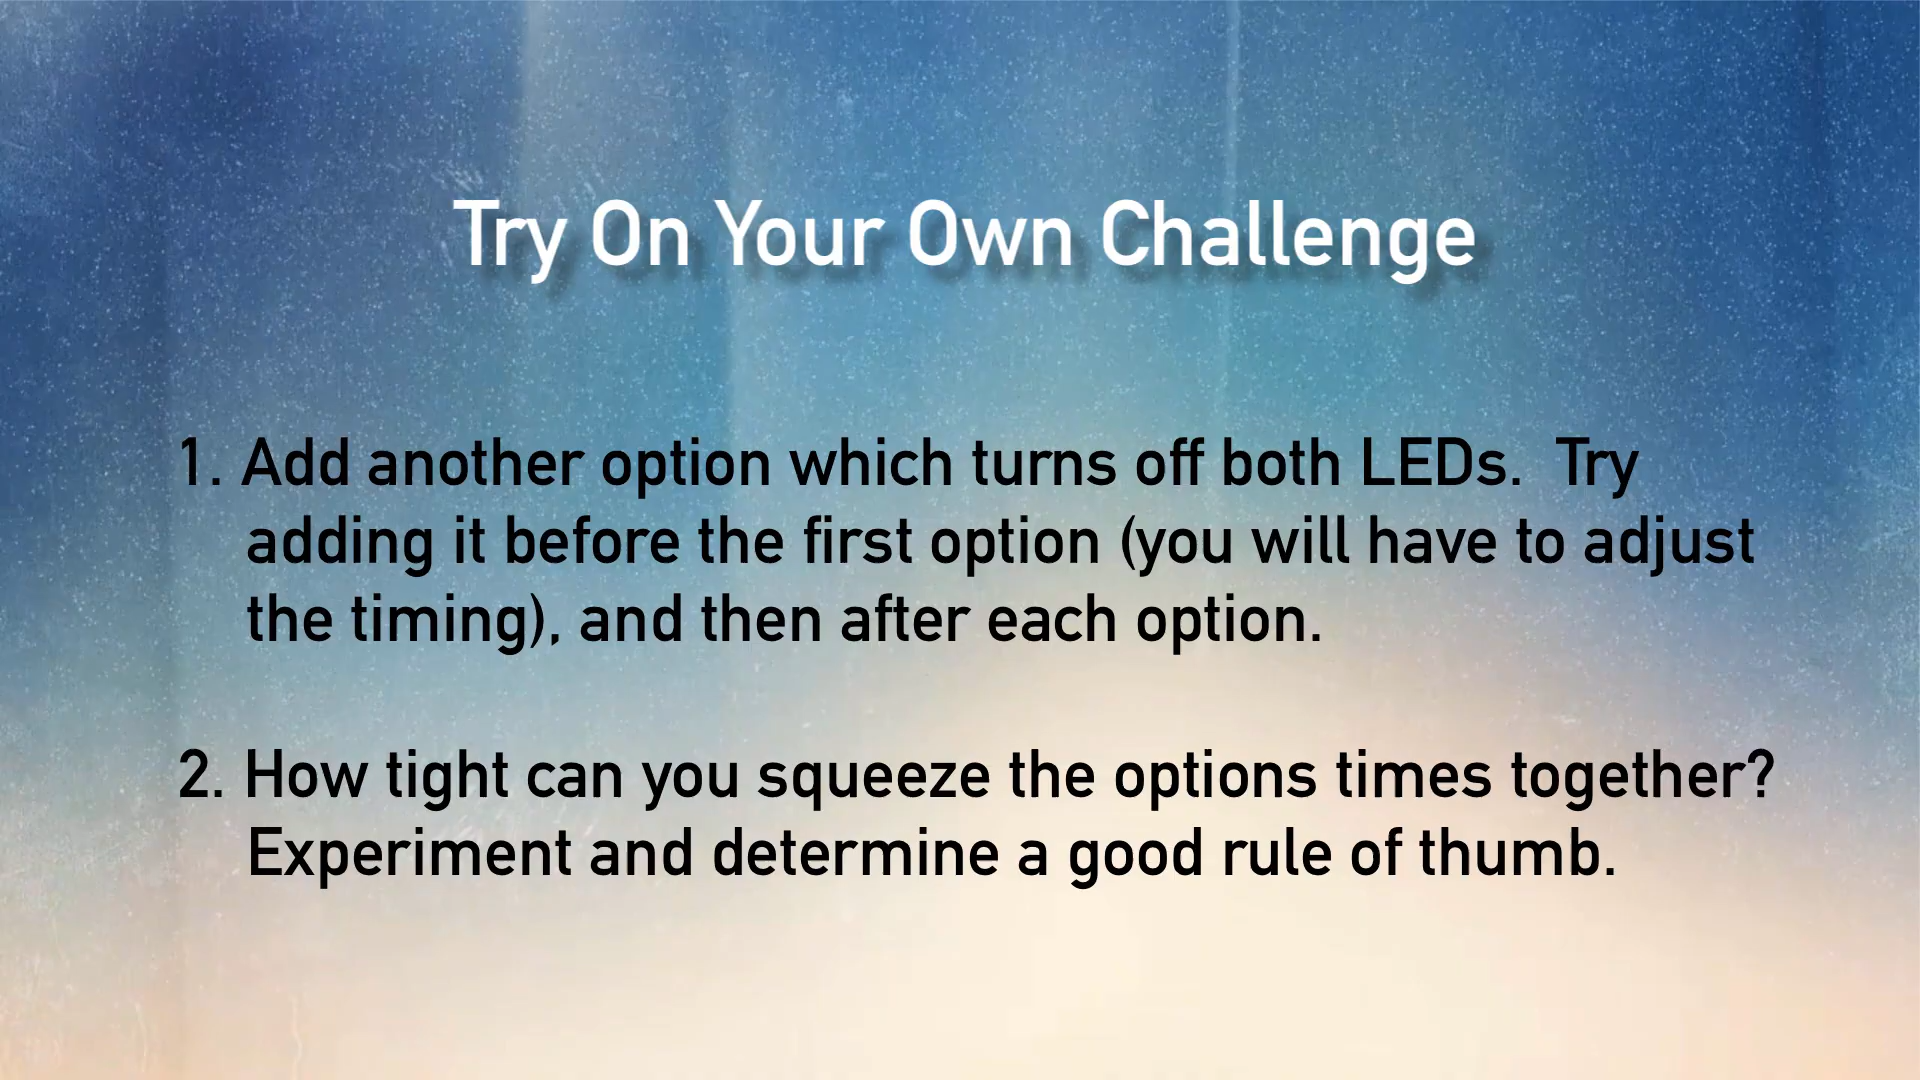 Try On Your Own Challenge
1. Add another option which turns off both LEDs.  Try
adding it before the first option (you will have to adjust
the timing), and then after each option.
2. How tight can you squeeze the options times together?
Experiment and determine a good rule of thumb.